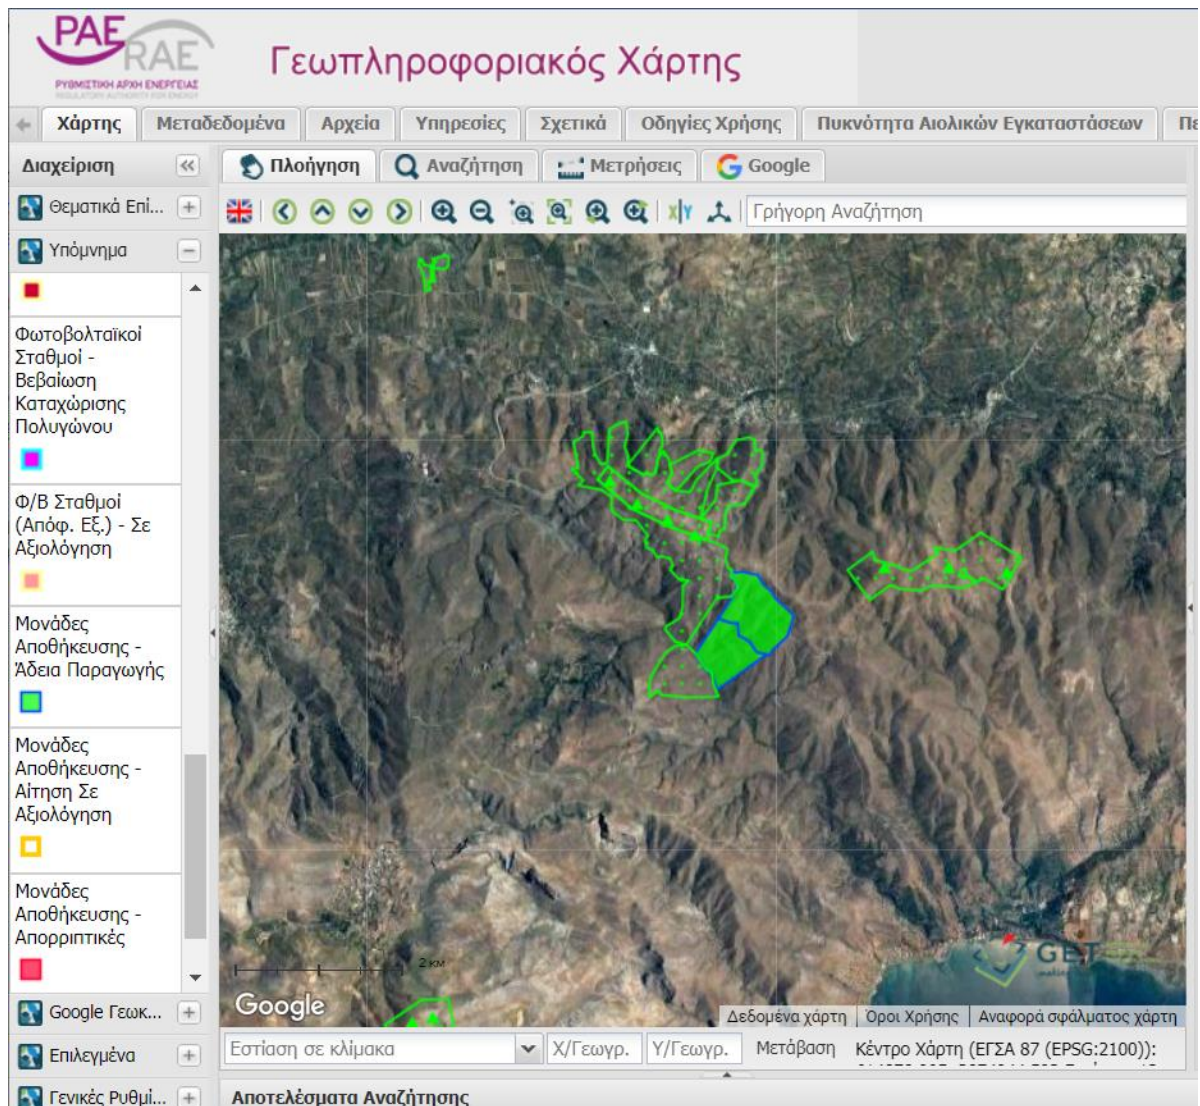 ΡΑΕ
RAE
ΡΥΘΜΙΣΤΙΚΗ ΑΡΧΗ ΕΝΕΡΓΕΙΑΣ
REGULATORY AUTHORITY FOR ENERGY
Γεωπληροφοριακός Χάρτης
Χάρτης Μεταδεδομένα Αρχεία Υπηρεσίες Σχετικά Οδηγίες Χρήσης Πυκνότητα Αιολικών Εγκαταστάσεων Πε
Διαχείριση
Πλοήγηση Αναζήτηση Μετρήσεις Google
Θεματικά Επί...
Γρήγορη Αναζήτηση
Υπόμνημα
Φωτοβολταϊκοί
Σταθμοί -
Βεβαίωση
Καταχώρισης
Πολυγώνου
Φ/Β Σταθμοί
(Απόφ. Εξ.) - Σε
Αξιολόγηση
Μονάδες
Αποθήκευσης -
Άδεια Παραγωγής
Μονάδες
Αποθήκευσης -
Αίτηση Σε
Αξιολόγηση
Μονάδες
Αποθήκευσης -
Απορριπτικές
Google Γεωκ...
Επιλεγμένα
Γενικές Ρυθμί...
2 км
Google
GET
Δεδομένα χάρτη Όροι Χρήσης Αναφορά σφάλματος χάρτη
Εστίαση σε κλίμακα Χ/Γεωγρ. Υ/Γεωγρ. Μετάβαση Κέντρο Χάρτη (ΕΓΣΑ 87 (EPSG:2100)):
Αποτελέσματα Αναζήτησης